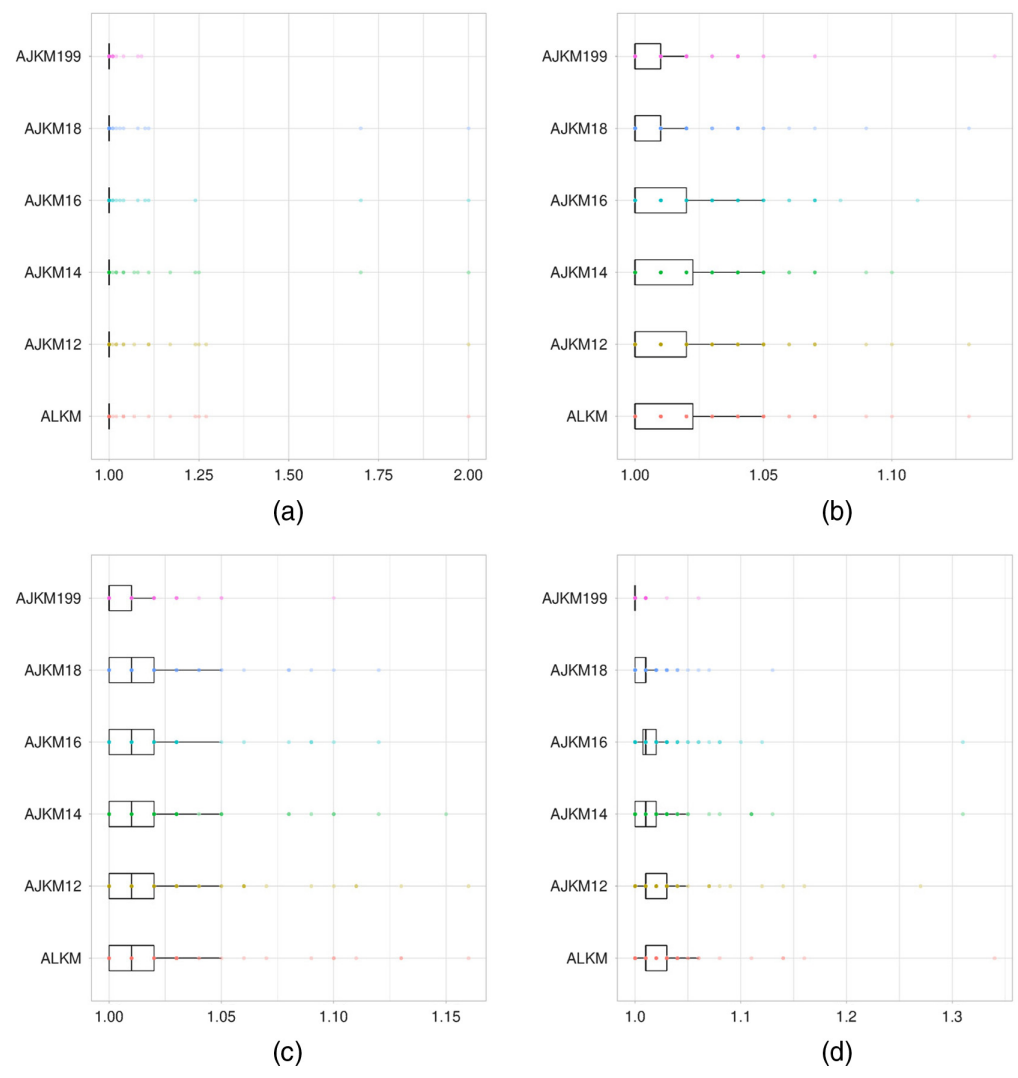 AJKM199
AJKM18
AJKM16
AJKM14
AJKM12
ALKM
1.00 1.25 1.50 1.75 2.00
(a)
AJKM199
AJKM18
AJKM16
AJKM14
AJKM12
ALKM
1.00 1.05 1.10
(b)
AJKM199
AJKM18
AJKM16
AJKM14
AJKM12
ALKM
1.00 1.05 1.10 1.15
(c)
AJKM199
AJKM18
AJKM16
AJKM14
AJKM12
ALKM
1.0 1.1 1.2 1.3
(d)